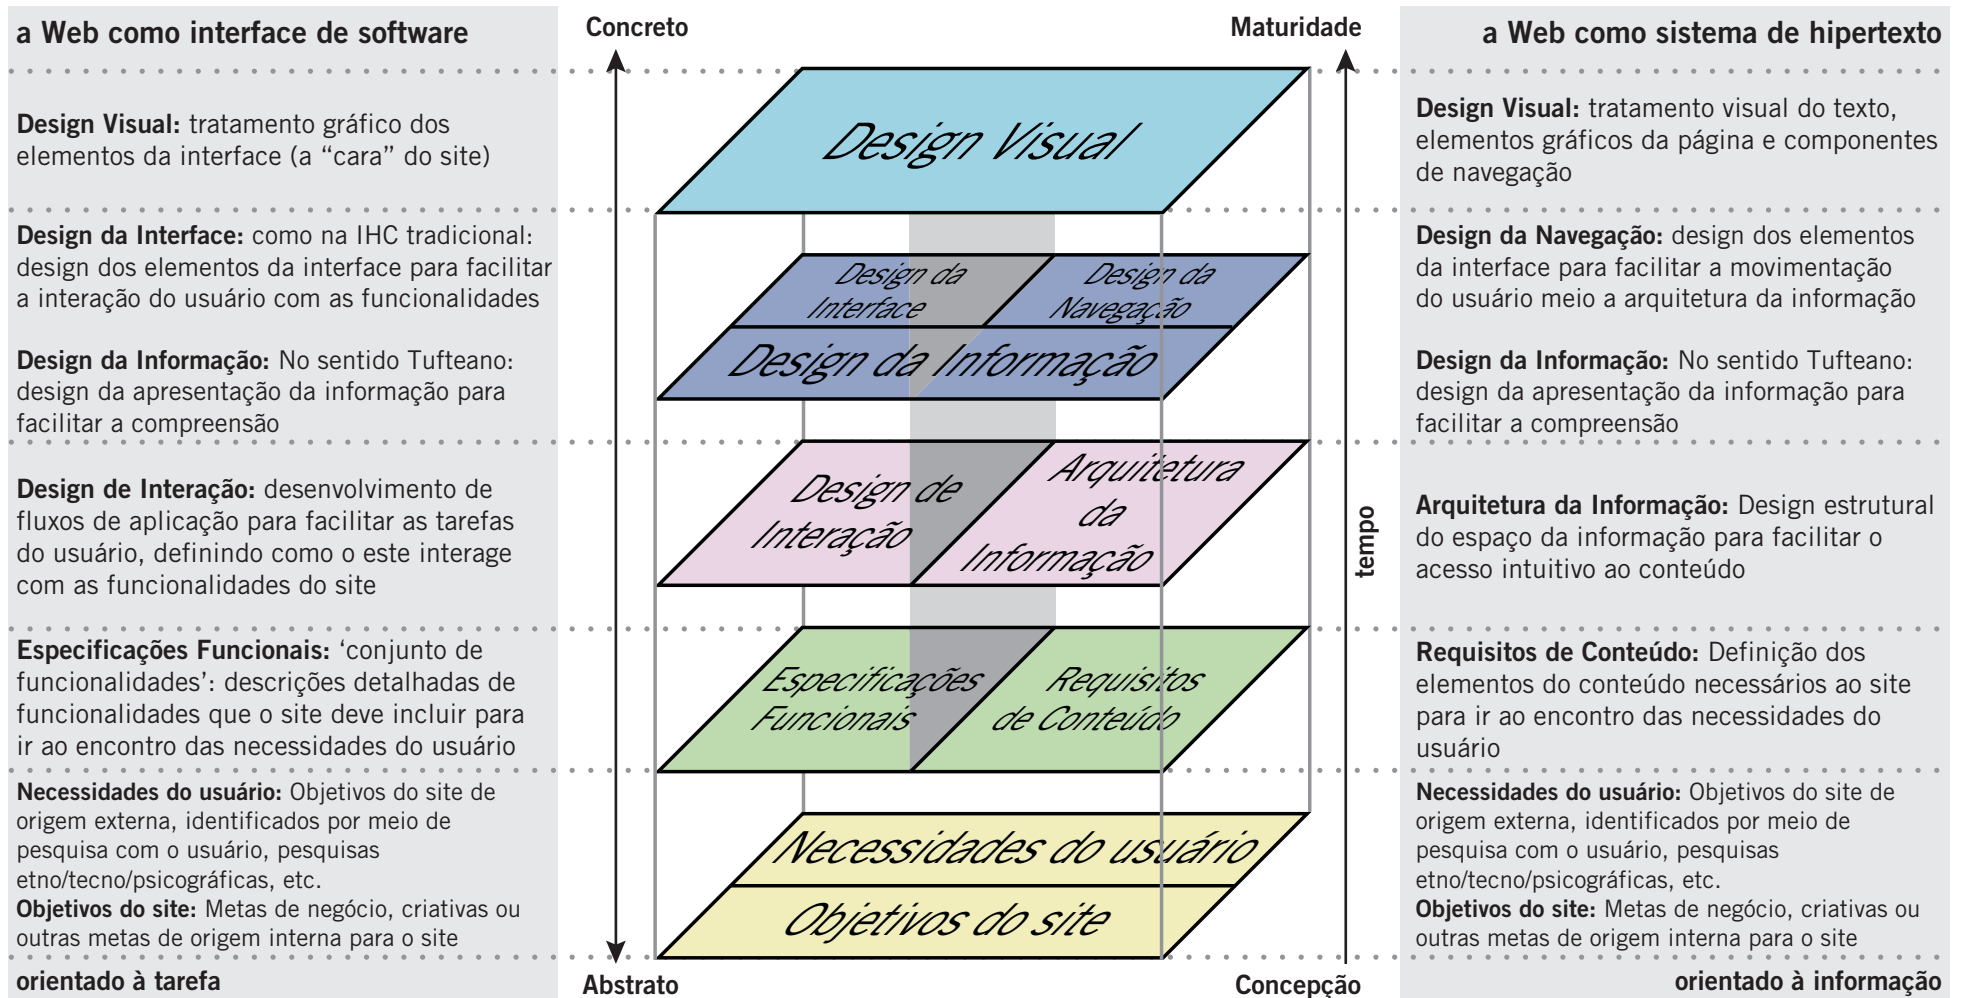 a Web como interface de software
Design Visual: tratamento gráfico dos
elementos da interface (a “cara” do site)
Design da Interface: como na IHC tradicional:
design dos elementos da interface para facilitar
a interação do usuário com as funcionalidades
Design da Informação: No sentido Tufteano:
design da apresentação da informação para
facilitar a compreensão
Design de Interação: desenvolvimento de
fluxos de aplicação para facilitar as tarefas
do usuário, definindo como o este interage
com as funcionalidades do site
Especificações Funcionais: ‘conjunto de
funcionalidades’: descrições detalhadas de
funcionalidades que o site deve incluir para
ir ao encontro das necessidades do usuário
Necessidades do usuário: Objetivos do site de
origem externa, identificados por meio de
pesquisa com o usuário, pesquisas
etno/tecno/psicográficas, etc.
Objetivos do site: Metas de negócio, criativas ou
outras metas de origem interna para o site
orientado à tarefa
Concreto
Abstrato
Design Visual
Design da
Interface
Design da
Navegação
Design da Informação
Design de
Interação
Arquitetura
da
Informação
Especificações
Funcionais
Requisitos
de Conteúdo
Necessidades do usuário
Objetivos do site
Maturidade
tempo
Concepção
a Web como sistema de hipertexto
Design Visual: tratamento visual do texto,
elementos gráficos da página e componentes
de navegação
Design da Navegação: design dos elementos
da interface para facilitar a movimentação
do usuário meio a arquitetura da informação
Design da Informação: No sentido Tufteano:
design da apresentação da informação para
facilitar a compreensão
Arquitetura da Informação: Design estrutural
do espaço da informação para facilitar o
acesso intuitivo ao conteúdo
Requisitos de Conteúdo: Definição dos
elementos do conteúdo necessários ao site
para ir ao encontro das necessidades do
usuário
Necessidades do usuário: Objetivos do site de
origem externa, identificados por meio de
pesquisa com o usuário, pesquisas
etno/tecno/psicográficas, etc.
Objetivos do site: Metas de negócio, criativas ou
outras metas de origem interna para o site
orientado à informação